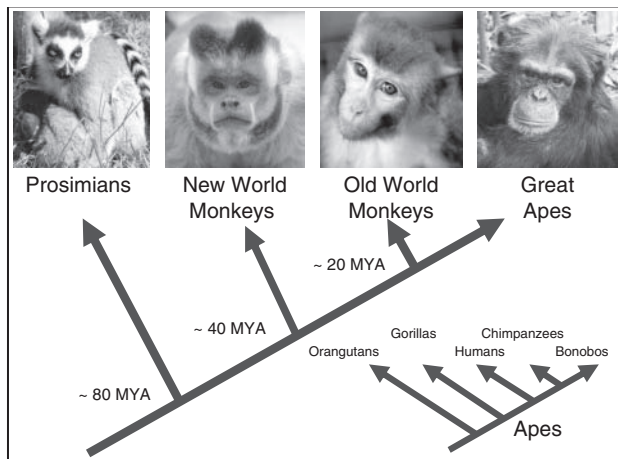 Prosimians
New World
Monkeys
Old World
Monkeys
Great
Apes
~ 20 MYA
~ 40 MYA
~ 80 MYA
Gorillas
Chimpanzees
Orangutans
Humans
Bonobos
Apes